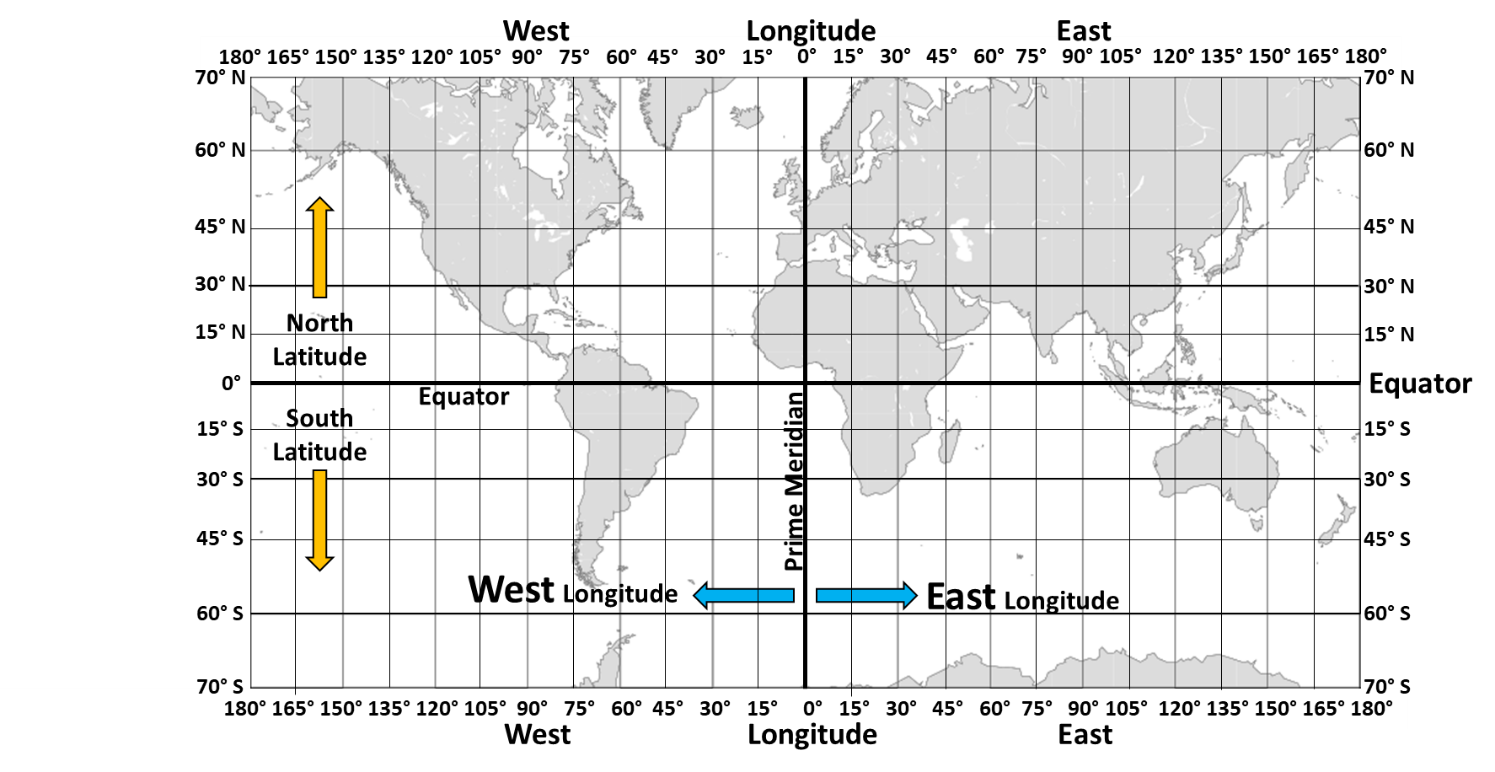 West Longitude East
180° 165° 150° 135° 120° 105° 90° 75° 60° 45° 30° 15° 0° 15° 30° 45° 60° 75° 90° 105° 120° 135° 150° 165° 180°
70° N 70° N
60° N 60° N
45° N 45° N
30° N 30° N
North
15° N 15° N
Latitude
0° Equator
Equator
South
15° S 15° S
Latitude
30° S 30° S
Prime Meridian
45° S 45° S
West Longitude East Longitude
60° S 60° S
70° S 70° S
180° 165° 150° 135° 120° 105° 90° 75° 60° 45° 30° 15° 0° 15° 30° 45° 60° 75° 90° 105° 120° 135° 150° 165° 180°
West Longitude East